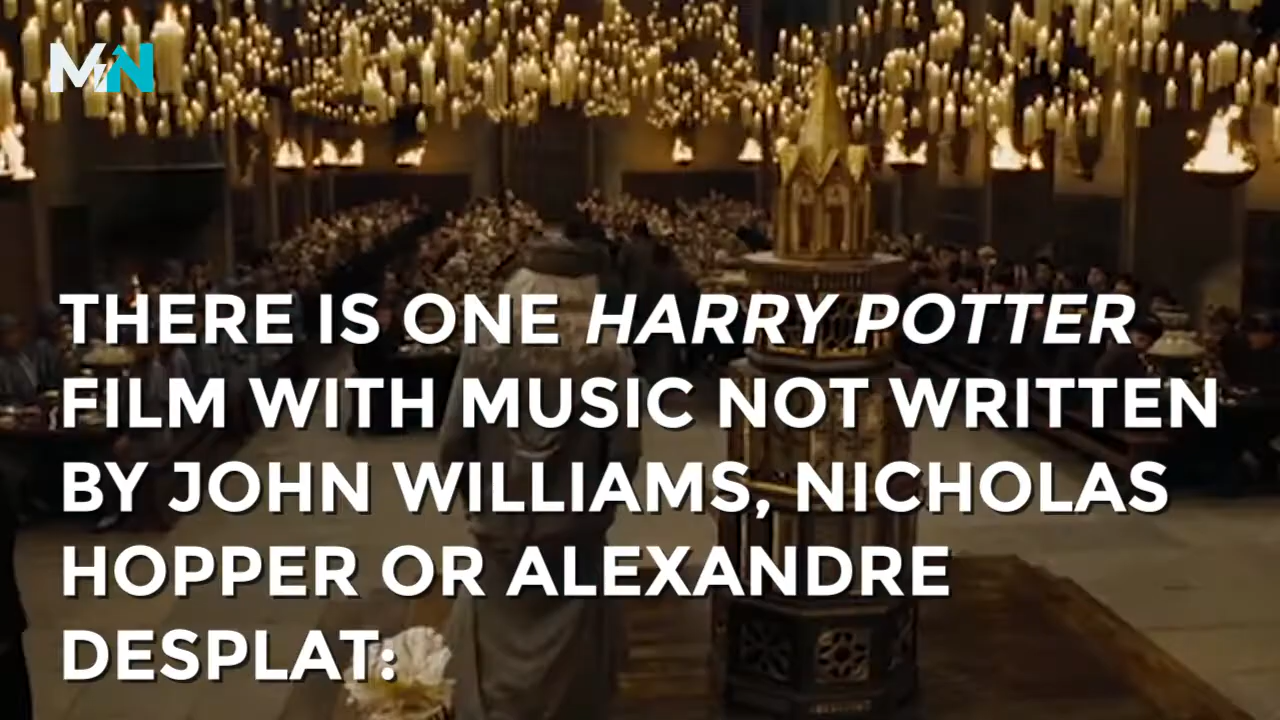 MN
THERE IS ONE HARRY POTTER
FILM WITH MUSIC NOT WRITTEN
BY JOHN WILLIAMS, NICHOLAS
HOPPER OR ALEXANDRE
DESPLAT: